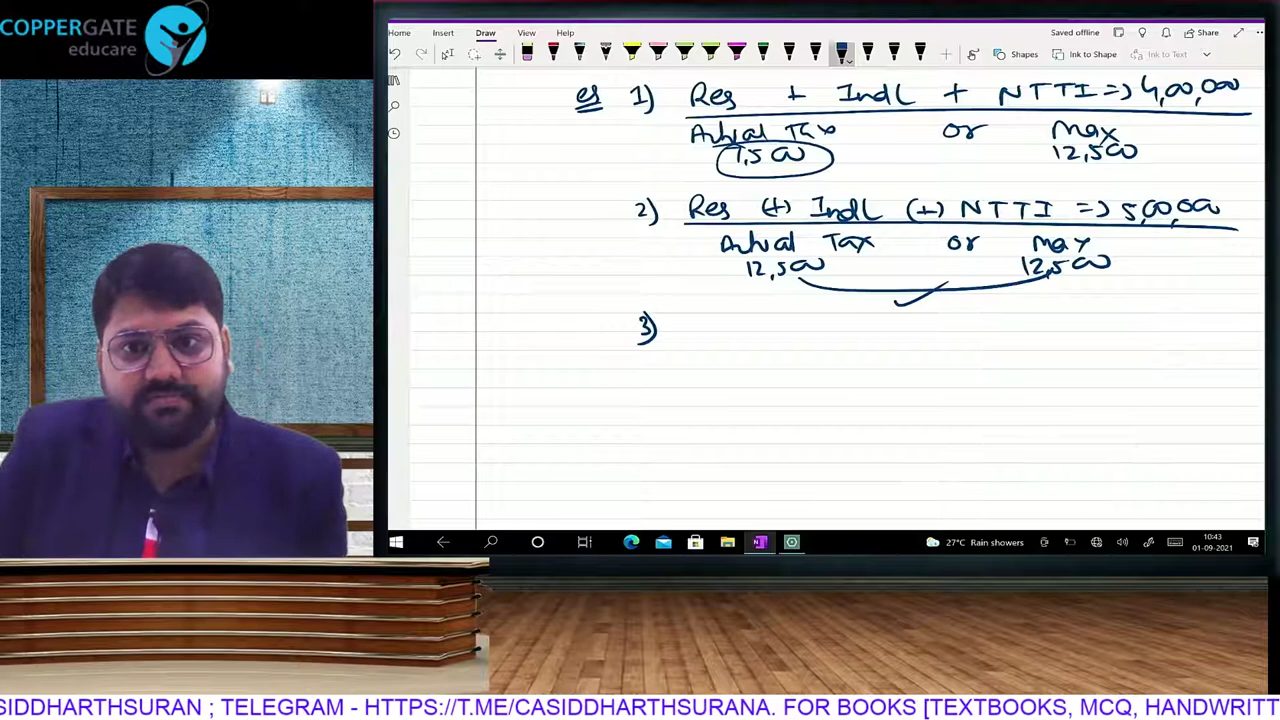 COPPERGATE
educare
Home Insert Draw View Help
Saved offline
Share
Shapes
Ink to Shape
Ink to Text
es 1) Res + Indl + NTTI => 4,00,000
Actual Tax or Max
7,500 12,500
2) Res (+) Indl (+) NTTI => 5,00,000
Actual Tax or Max
12,500 12,500
3)
27°C Rain showers
10:43
01-09-2021
SIDDHARTHSURAN ; TELEGRAM - HTTPS://T.ME/CASIDDHARTHSURANA. FOR BOOKS [TEXTBOOKS, MCQ, HANDWRITT